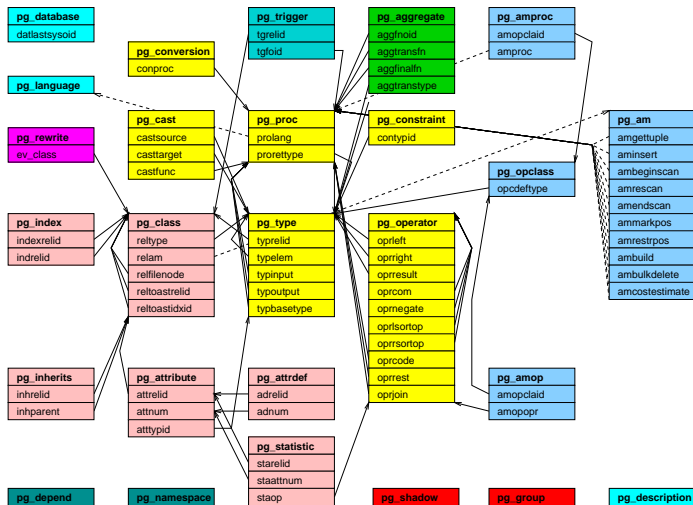 pg_database
datlastsysoid
pg_conversion
conproc
pg_trigger
tgrelid
tgfoid
pg_aggregate
aggfnoid
aggtransfn
aggfinalfn
aggtranstype
pg_amproc
amopclaid
amproc
pg_language
pg_rewrite
ev_class
pg_cast
castsource
casttarget
castfunc
pg_proc
prolang
prorettype
pg_constraint
contypid
pg_opclass
opcdeftype
pg_am
amgettuple
aminsert
ambeginscan
amrescan
amendscan
ammarkpos
amrestrpos
ambuild
ambulkdelete
amcostestimate
pg_index
indexrelid
indrelid
pg_class
reltype
relam
relfilenode
reltoastrelid
reltoastidxid
pg_type
typrelid
typelem
typinput
typoutput
typbasetype
pg_operator
oprleft
oprright
oprresult
oprcom
oprnegate
oprlsortop
oprrsortop
oprcode
oprrest
oprjoin
pg_inherits
inhrelid
inhparent
pg_attribute
attrelid
attnum
atttypid
pg_attrdef
adrelid
adnum
pg_amop
amopclaid
amopopr
pg_statistic
starelid
staattnum
staop
pg_depend
pg_namespace
pg_shadow
pg_group
pg_description